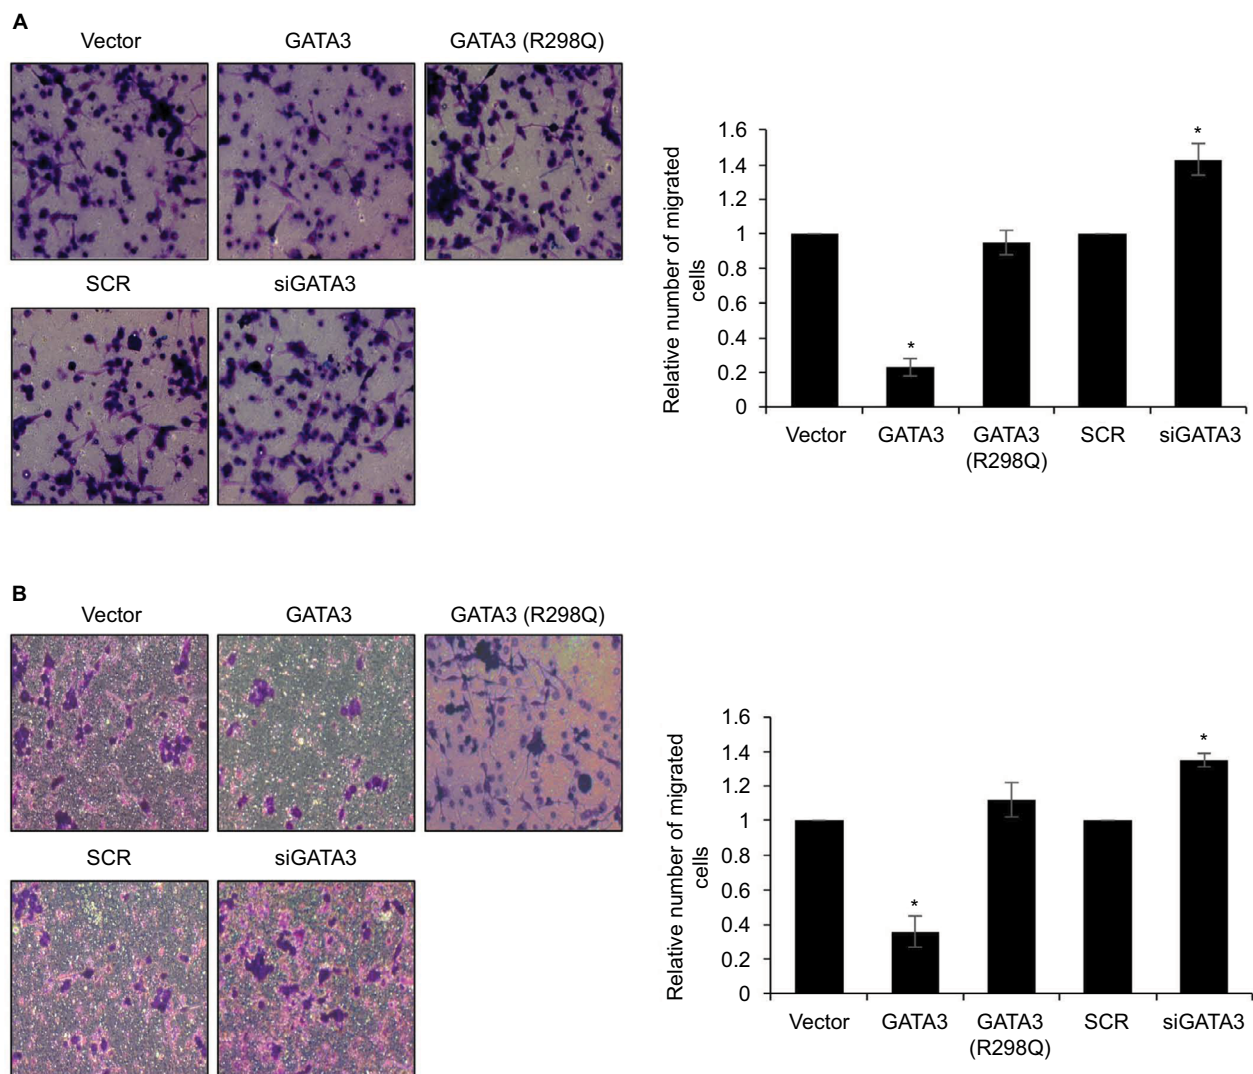 A
Vector
GATA3
GATA3 (R298Q)
SCR
siGATA3
Relative number of migrated
cells
1.6
1.4
1.2
1
0.8
0.6
0.4
0.2
0
*
*
Vector
GATA3
GATA3
(R298Q)
SCR
siGATA3
B
Vector
GATA3
GATA3 (R298Q)
SCR
siGATA3
Relative number of migrated
cells
1.6
1.4
1.2
1
0.8
0.6
0.4
0.2
0
*
*
Vector
GATA3
GATA3
(R298Q)
SCR
siGATA3